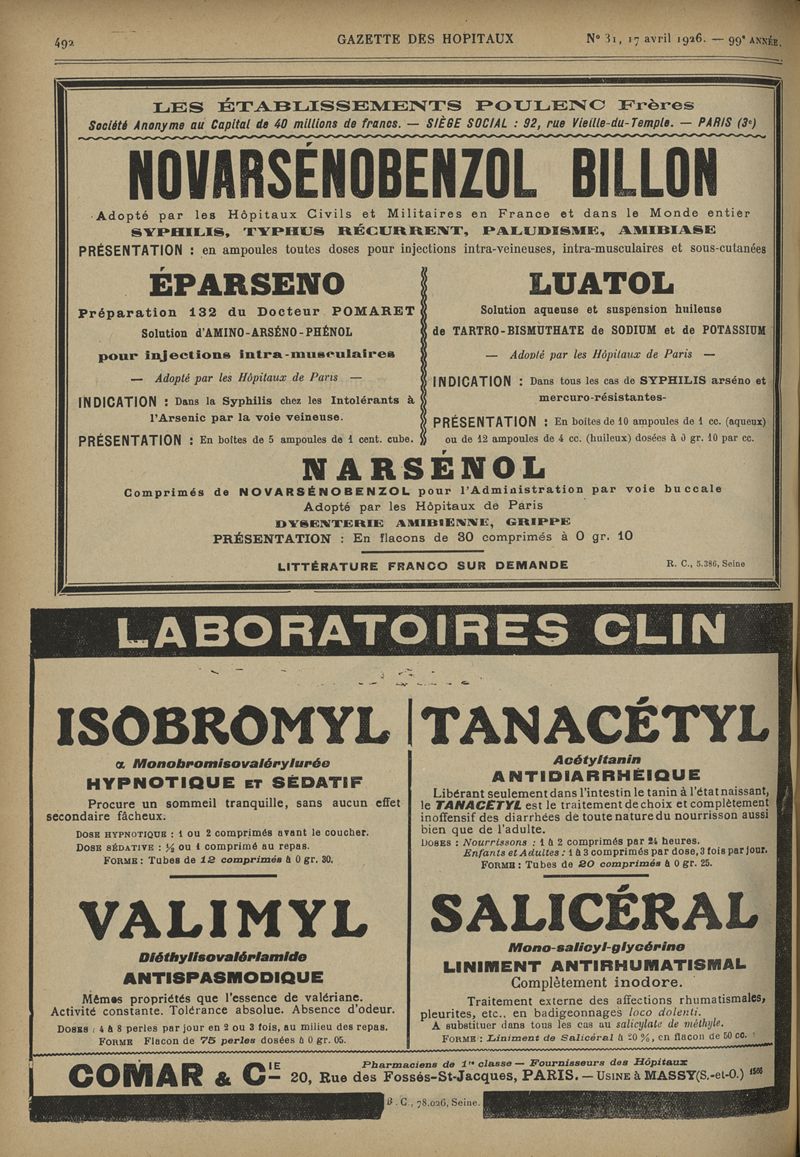 492
GAZETTE DES HOPITAUX
N° 31, 17 avril 1926. — 99e ANNÉE.
LES ÉTABLISSEMENTS POULENC Frères
Société Anonyme au Capital de 40 millions de francs. — SIÈGE SOCIAL : 92, rue Vieille-du-Temple. — PARIS (3e)
NOVARSÉNOBENZOL BILLON
Adopté par les Hôpitaux Civils et Militaires en France et dans le Monde entier
SYPHILIS, TYPHUS RÉCURRENT, PALUDISME, AMIBIASE
PRÉSENTATION : en ampoules toutes doses pour injections intra-veineuses, intra-musculaires et sous-cutanées
ÉPARSENO
Préparation 132 du Docteur POMARET
Solution d'AMINO-ARSÉNO-PHÉNOL
pour injections intra-musculaires
— Adopté par les Hôpitaux de Paris —
INDICATION : Dans la Syphilis chez les Intolérants à
l'Arsenic par la voie veineuse.
PRÉSENTATION : En boîtes de 5 ampoules de 1 cent. cube.
LUATOL
Solution aqueuse et suspension huileuse
de TARTRO-BISMUTHATE de SODIUM et de POTASSIUM
— Adopté par les Hôpitaux de Paris —
INDICATION : Dans tous les cas de SYPHILIS arséno et
mercuro-résistantes-
PRÉSENTATION : En boîtes de 10 ampoules de 1 cc. (aqueux)
ou de 12 ampoules de 4 cc. (huileux) dosées à 0 gr. 10 par cc.
NARSÉNOL
Comprimés de NOVARSÉNOBENZOL pour l'Administration par voie buccale
Adopté par les Hôpitaux de Paris
DYSENTERIE AMIBIENNE, GRIPPE
PRÉSENTATION : En flacons de 30 comprimés à 0 gr. 10
LITTÉRATURE FRANCO SUR DEMANDE
R. C., 5.386, Seine
LABORATOIRES CLIN
ISOBROMYL
α Monobromisovalérylurée
HYPNOTIQUE ET SÉDATIF
Procure un sommeil tranquille, sans aucun effet
secondaire fâcheux.
DOSE HYPNOTIQUE : 1 ou 2 comprimés avant le coucher.
DOSE SÉDATIVE : ½ ou 1 comprimé au repas.
FORME : Tubes de 12 comprimés à 0 gr. 30.
TANACÉTYL
Acétyltanin
ANTIDIARRHÉIQUE
Libérant seulement dans l'intestin le tanin à l'état naissant,
le TANACÉTYL est le traitement de choix et complètement
inoffensif des diarrhées de toute nature du nourrisson aussi
bien que de l'adulte.
DOSES : Nourrissons : 1 à 2 comprimés par 24 heures.
Enfants et Adultes : 1 à 3 comprimés par dose, 3 fois par jour.
FORME : Tubes de 20 comprimés à 0 gr. 25.
VALIMYL
Diéthylisovalériamide
ANTISPASMODIQUE
Mêmes propriétés que l'essence de valériane.
Activité constante. Tolérance absolue. Absence d'odeur.
DOSES : 4 à 8 perles par jour en 2 ou 3 fois, au milieu des repas.
FORME Flacon de 75 perles dosées à 0 gr. 05.
SALICÉRAL
Mono-salicyl-glycérine
LINIMENT ANTIRHUMATISMAL
Complètement inodore.
Traitement externe des affections rhumatismales,
pleurites, etc., en badigeonnages loco dolenti.
A substituer dans tous les cas au salicylate de méthyle.
FORME : Liniment de Salicéral à 20 %, en flacon de 50 cc.
COMAR & CIE
Pharmaciens de 1re classe — Fournisseurs des Hôpitaux
20, Rue des Fossés-St-Jacques, PARIS. — USINE à MASSY (S.-et-O.) 1566
R. C., 78.026, Seine.